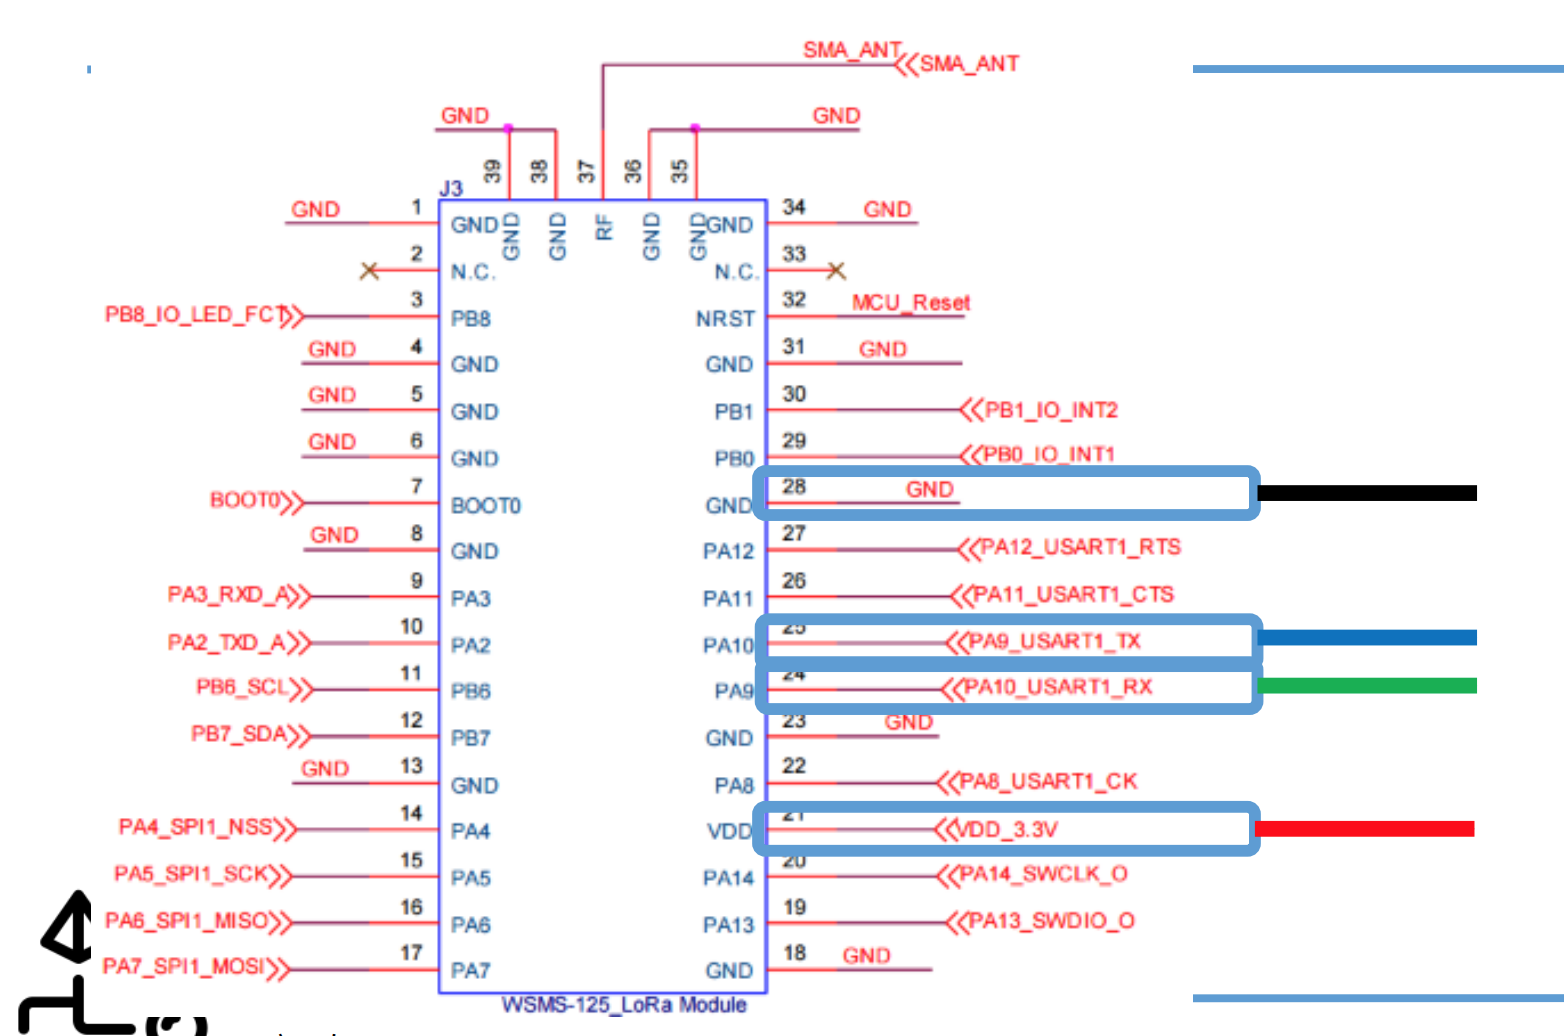 SMA_ANT
SMA_ANT
GND
GND
39
38
37
36
35
J3
GND
GND
RF
GND
GND
GND 1 GND
2 N.C.
PB8_IO_LED_FCT 3 PB8
GND 4 GND
GND 5 GND
GND 6 GND
BOOT0 7 BOOT0
GND 8 GND
PA3_RXD_A 9 PA3
PA2_TXD_A 10 PA2
PB6_SCL 11 PB6
PB7_SDA 12 PB7
GND 13 GND
PA4_SPI1_NSS 14 PA4
PA5_SPI1_SCK 15 PA5
PA6_SPI1_MISO 16 PA6
PA7_SPI1_MOSI 17 PA7
GND 34 GND
N.C. 33
NRST 32 MCU_Reset
GND 31 GND
PB1 30 PB1_IO_INT2
PB0 29 PB0_IO_INT1
GND 28 GND
PA12 27 PA12_USART1_RTS
PA11 26 PA11_USART1_CTS
PA10 25 PA9_USART1_TX
PA9 24 PA10_USART1_RX
GND 23 GND
PA8 22 PA8_USART1_CK
VDD 21 VDD_3.3V
PA14 20 PA14_SWCLK_O
PA13 19 PA13_SWDIO_O
GND 18 GND
WSMS-125_LoRa Module